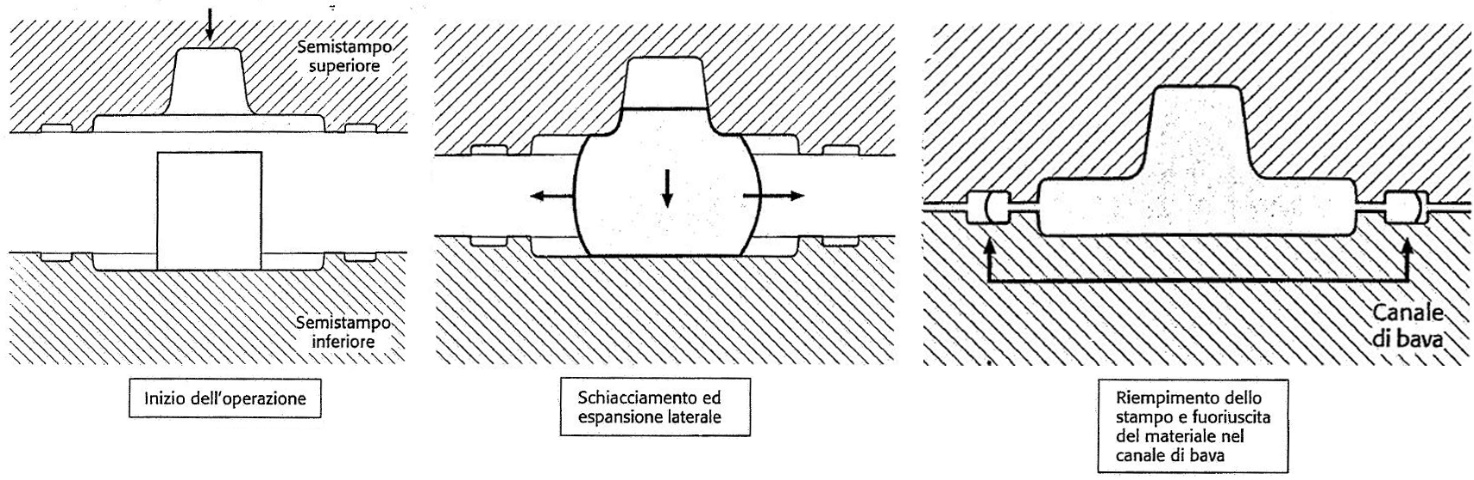 Semistampo
superiore
Semistampo
inferiore
Inizio dell'operazione
Schiacciamento ed
espansione laterale
Canale
di bava
Riempimento dello
stampo e fuoriuscita
del materiale nel
canale di bava